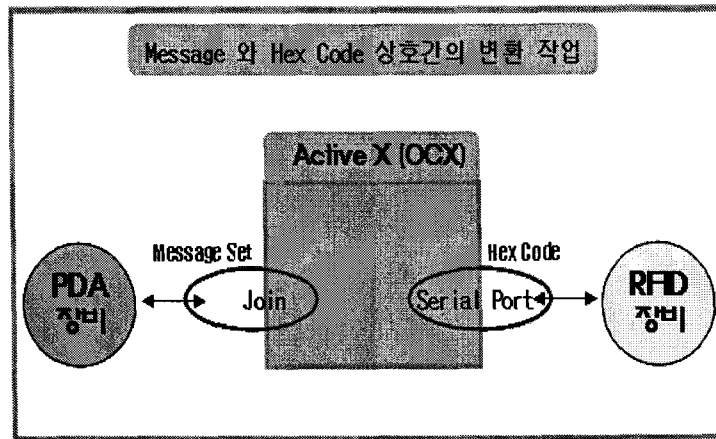 Message 와 Hex Code 상호간의 변환 작업
Active X (OCX)
Message Set
Hex Code
PDA
장비
Join
Serial Port
RFID
장비